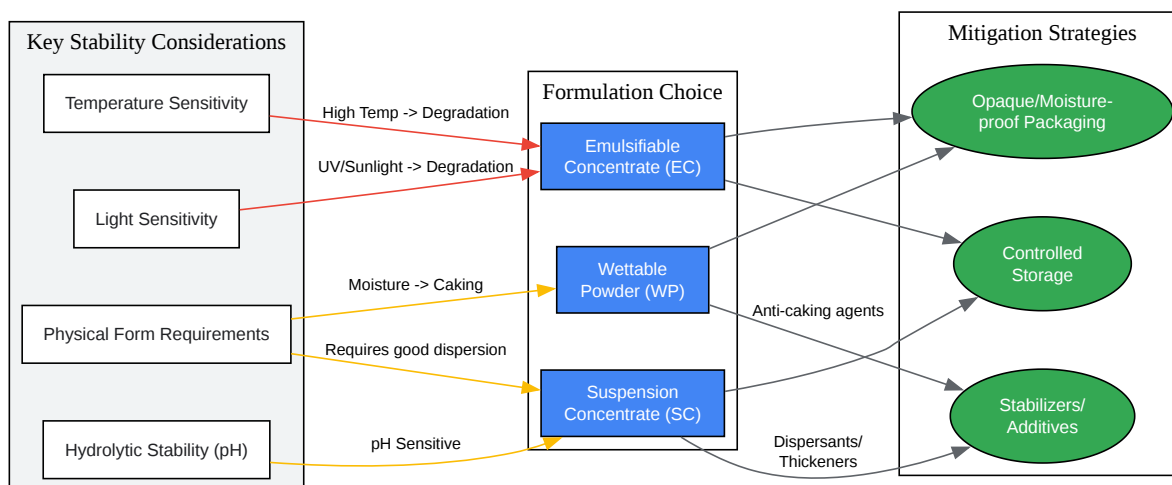 Key Stability Considerations
Temperature Sensitivity
Light Sensitivity
Physical Form Requirements
Hydrolytic Stability (pH)
High Temp -> Degradation
UV/Sunlight -> Degradation
Moisture -> Caking
Requires good dispersion
pH Sensitive
Formulation Choice
Emulsifiable
Concentrate (EC)
Wettable
Powder (WP)
Suspension
Concentrate (SC)
Anti-caking agents
Dispersants/
Thickeners
Mitigation Strategies
Opaque/Moisture-
proof Packaging
Controlled
Storage
Stabilizers/
Additives